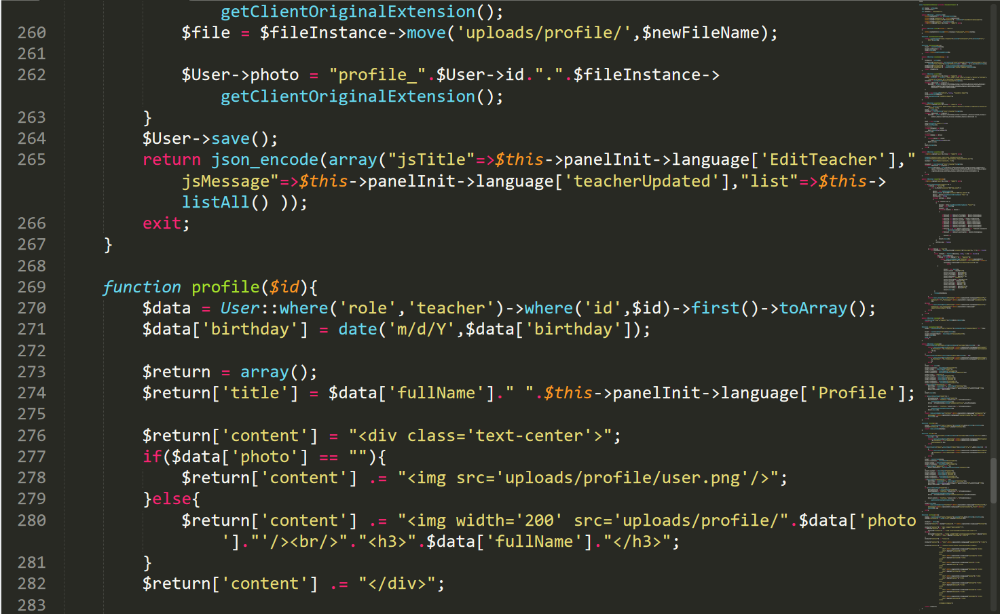 getClientOriginalExtension();
260 $file = $fileInstance->move('uploads/profile/',$newFileName);
261
262 $User->photo = "profile_".$User->id.".".$fileInstance->
getClientOriginalExtension();
263 }
264 $User->save();
265 return json_encode(array("jsTitle"=>$this->panelInit->language['EditTeacher'],"
jsMessage"=>$this->panelInit->language['teacherUpdated'],"list"=>$this->
listAll() ));
266 exit;
267 }
268
269 function profile($id){
270 $data = User::where('role','teacher')->where('id',$id)->first()->toArray();
271 $data['birthday'] = date('m/d/Y',$data['birthday']);
272
273 $return = array();
274 $return['title'] = $data['fullName']." ".$this->panelInit->language['Profile'];
275
276 $return['content'] = "<div class='text-center'>";
277 if($data['photo'] == ""){
278 $return['content'] .= "<img src='uploads/profile/user.png'/>";
279 }else{
280 $return['content'] .= "<img width='200' src='uploads/profile/".$data['photo
']."'/><br/>"."<h3>".$data['fullName']."</h3>";
281 }
282 $return['content'] .= "</div>";
283